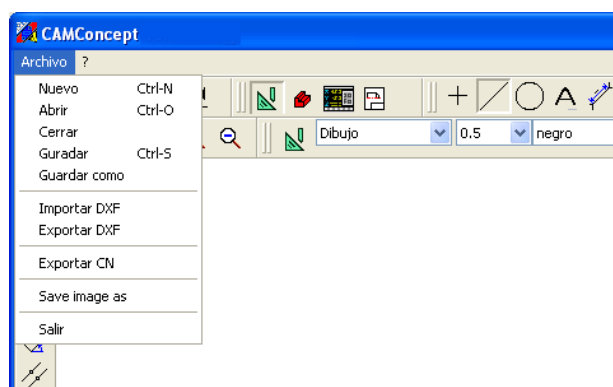 CAMConcept
Archivo ?
Nuevo Ctrl-N
Abrir Ctrl-O
Cerrar
Guradar Ctrl-S
Guardar como
Importar DXF
Exportar DXF
Exportar CN
Save image as
Salir
Dibujo 0.5 negro